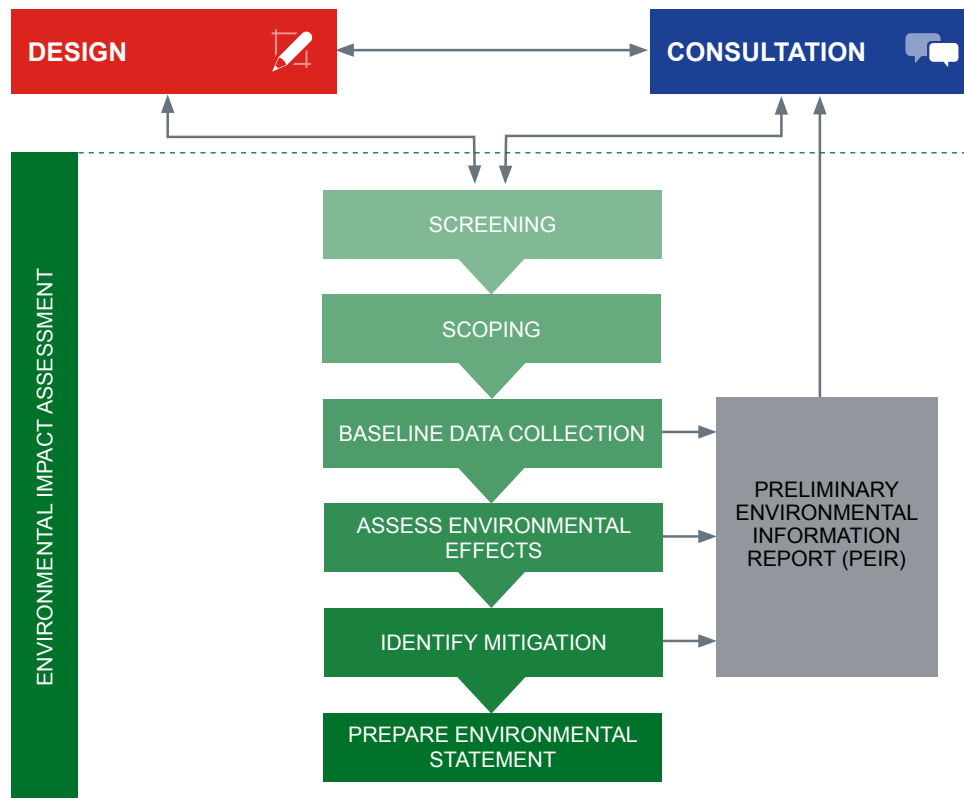 DESIGN
CONSULTATION
ENVIRONMENTAL IMPACT ASSESSMENT
SCREENING
SCOPING
BASELINE DATA COLLECTION
ASSESS ENVIRONMENTAL
EFFECTS
IDENTIFY MITIGATION
PREPARE ENVIRONMENTAL
STATEMENT
PRELIMINARY
ENVIRONMENTAL
INFORMATION
REPORT (PEIR)